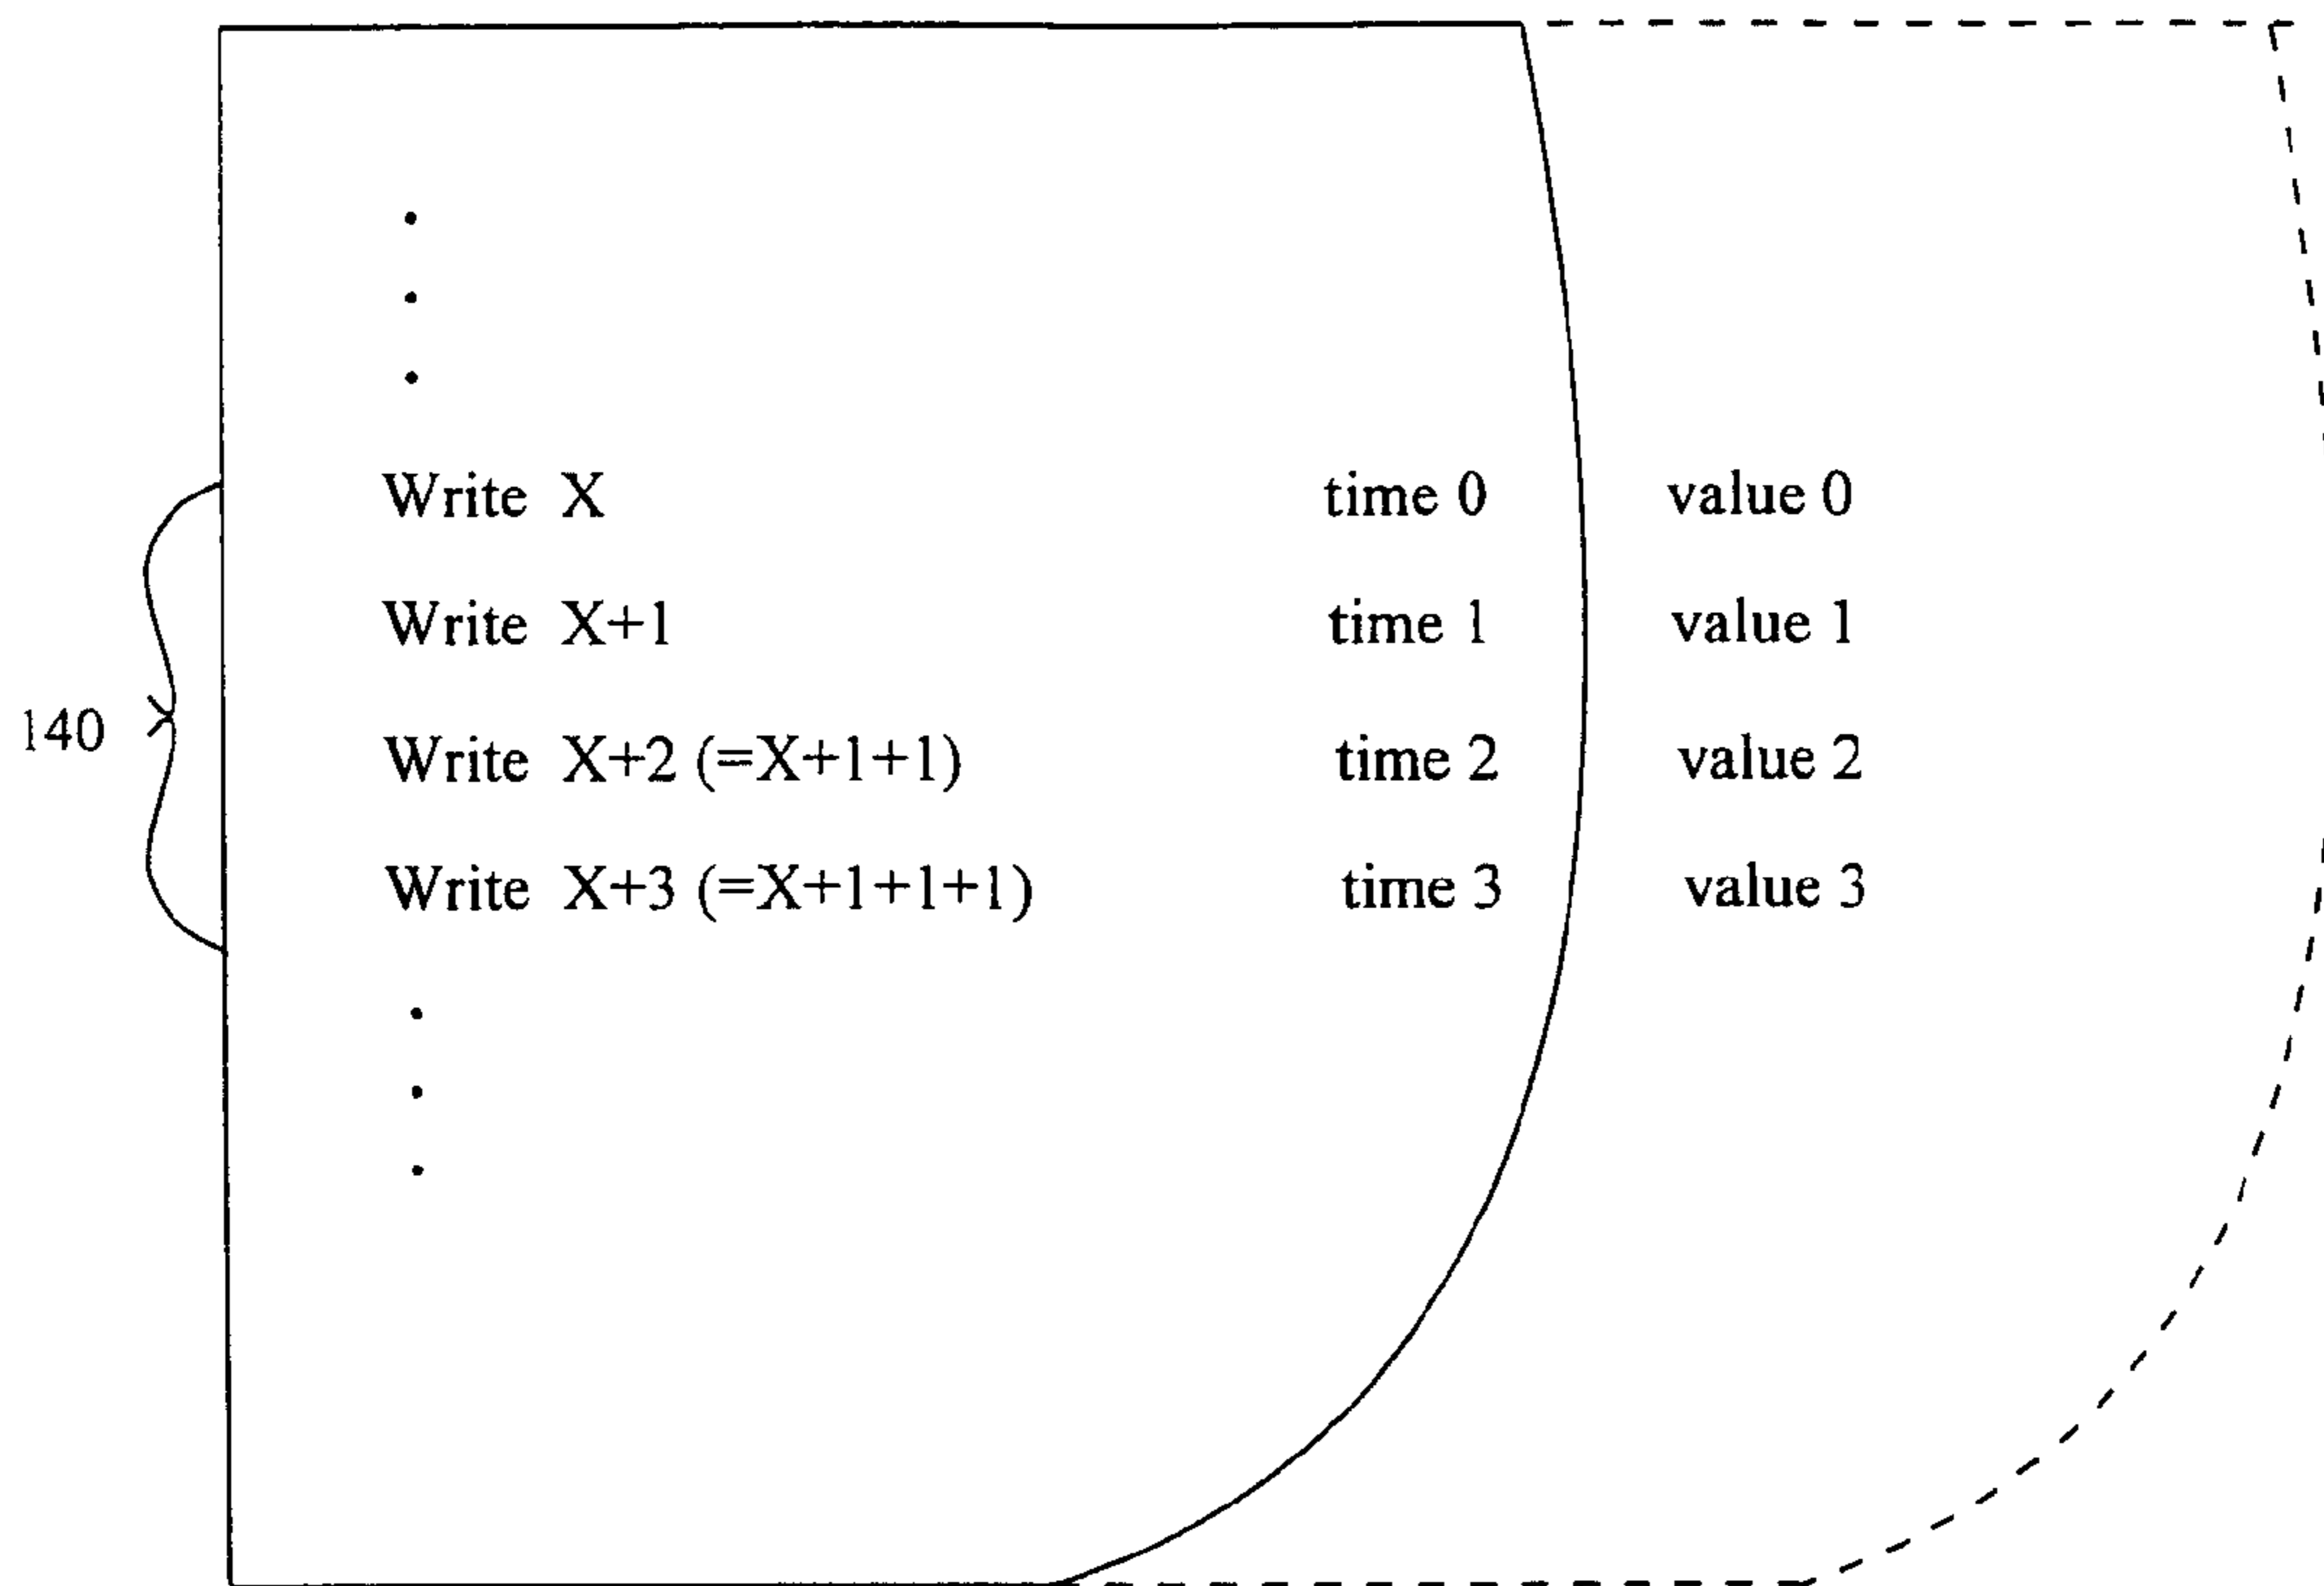 Write X time 0 value 0
Write X+1 time 1 value 1
140
Write X+2 (=X+1+1) time 2 value 2
Write X+3 (=X+1+1+1) time 3 value 3